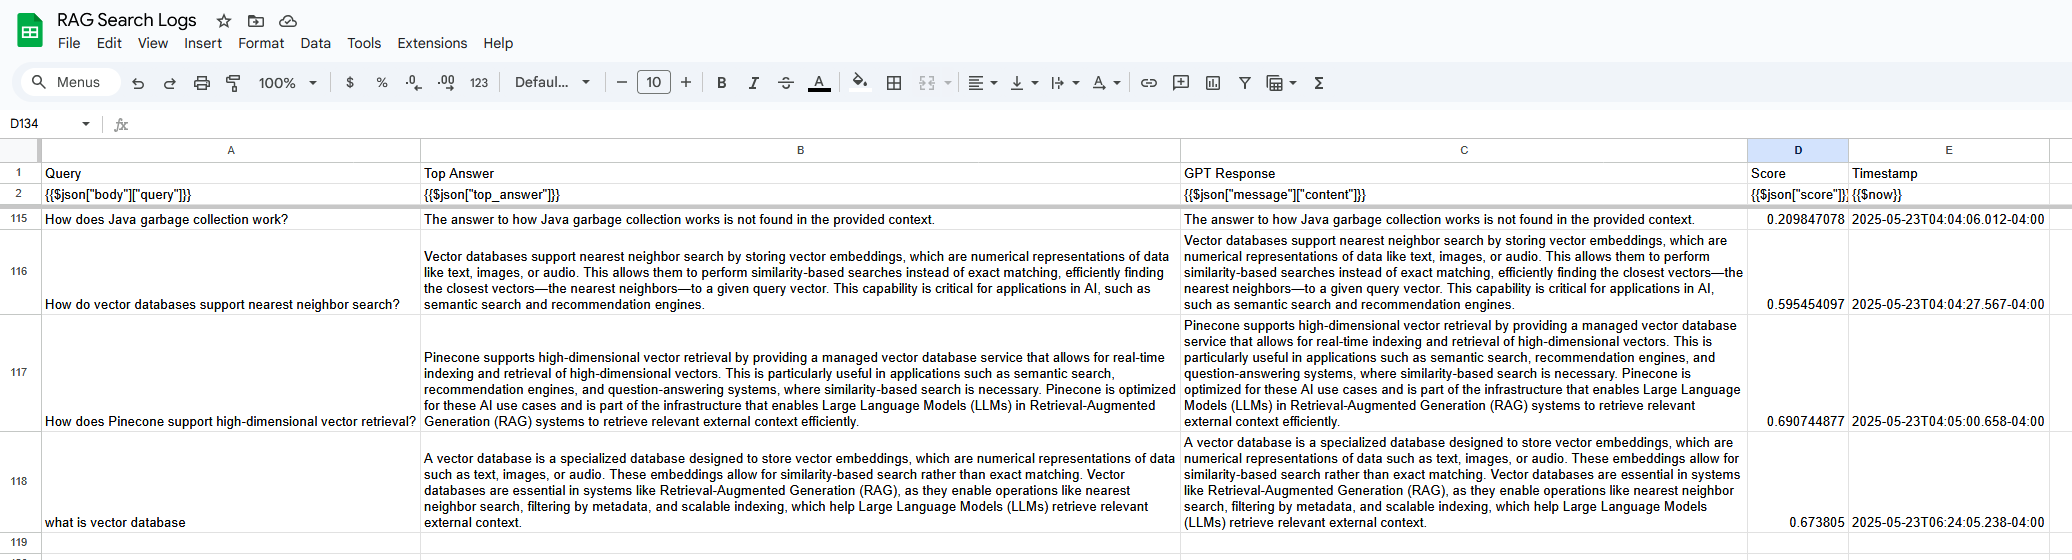 RAG Search Logs
File Edit View Insert Format Data Tools Extensions Help
Menus 100% $ % .0 .00 123 Defaul... − 10 + B I A Σ
D134 fx
A B C D E
1 Query Top Answer GPT Response Score Timestamp
2 {{$json["body"]["query"]}} {{$json["top_answer"]}} {{$json["message"]["content"]}} {{$json["score"]}} {{$now}}
115 How does Java garbage collection work? The answer to how Java garbage collection works is not found in the provided context. The answer to how Java garbage collection works is not found in the provided context. 0.209847078 2025-05-23T04:04:06.012-04:00
116
How do vector databases support nearest neighbor search?
Vector databases support nearest neighbor search by storing vector embeddings, which are numerical representations of data
like text, images, or audio. This allows them to perform similarity-based searches instead of exact matching, efficiently finding
the closest vectors—the nearest neighbors—to a given query vector. This capability is critical for applications in AI, such as
semantic search and recommendation engines.
Vector databases support nearest neighbor search by storing vector embeddings, which are
numerical representations of data like text, images, or audio. This allows them to perform
similarity-based searches instead of exact matching, efficiently finding the closest vectors—the
nearest neighbors—to a given query vector. This capability is critical for applications in AI,
such as semantic search and recommendation engines.
0.595454097 2025-05-23T04:04:27.567-04:00
117
How does Pinecone support high-dimensional vector retrieval?
Pinecone supports high-dimensional vector retrieval by providing a managed vector database service that allows for real-time
indexing and retrieval of high-dimensional vectors. This is particularly useful in applications such as semantic search,
recommendation engines, and question-answering systems, where similarity-based search is necessary. Pinecone is optimized
for these AI use cases and is part of the infrastructure that enables Large Language Models (LLMs) in Retrieval-Augmented
Generation (RAG) systems to retrieve relevant external context efficiently.
Pinecone supports high-dimensional vector retrieval by providing a managed vector database
service that allows for real-time indexing and retrieval of high-dimensional vectors. This is
particularly useful in applications such as semantic search, recommendation engines, and
question-answering systems, where similarity-based search is necessary. Pinecone is
optimized for these AI use cases and is part of the infrastructure that enables Large Language
Models (LLMs) in Retrieval-Augmented Generation (RAG) systems to retrieve relevant
external context efficiently.
0.690744877 2025-05-23T04:05:00.658-04:00
118
what is vector database
A vector database is a specialized database designed to store vector embeddings, which are numerical representations of data
such as text, images, or audio. These embeddings allow for similarity-based search rather than exact matching. Vector
databases are essential in systems like Retrieval-Augmented Generation (RAG), as they enable operations like nearest
neighbor search, filtering by metadata, and scalable indexing, which help Large Language Models (LLMs) retrieve relevant
external context.
A vector database is a specialized database designed to store vector embeddings, which are
numerical representations of data such as text, images, or audio. These embeddings allow for
similarity-based search rather than exact matching. Vector databases are essential in systems
like Retrieval-Augmented Generation (RAG), as they enable operations like nearest neighbor
search, filtering by metadata, and scalable indexing, which help Large Language Models
(LLMs) retrieve relevant external context.
0.673805 2025-05-23T06:24:05.238-04:00
119